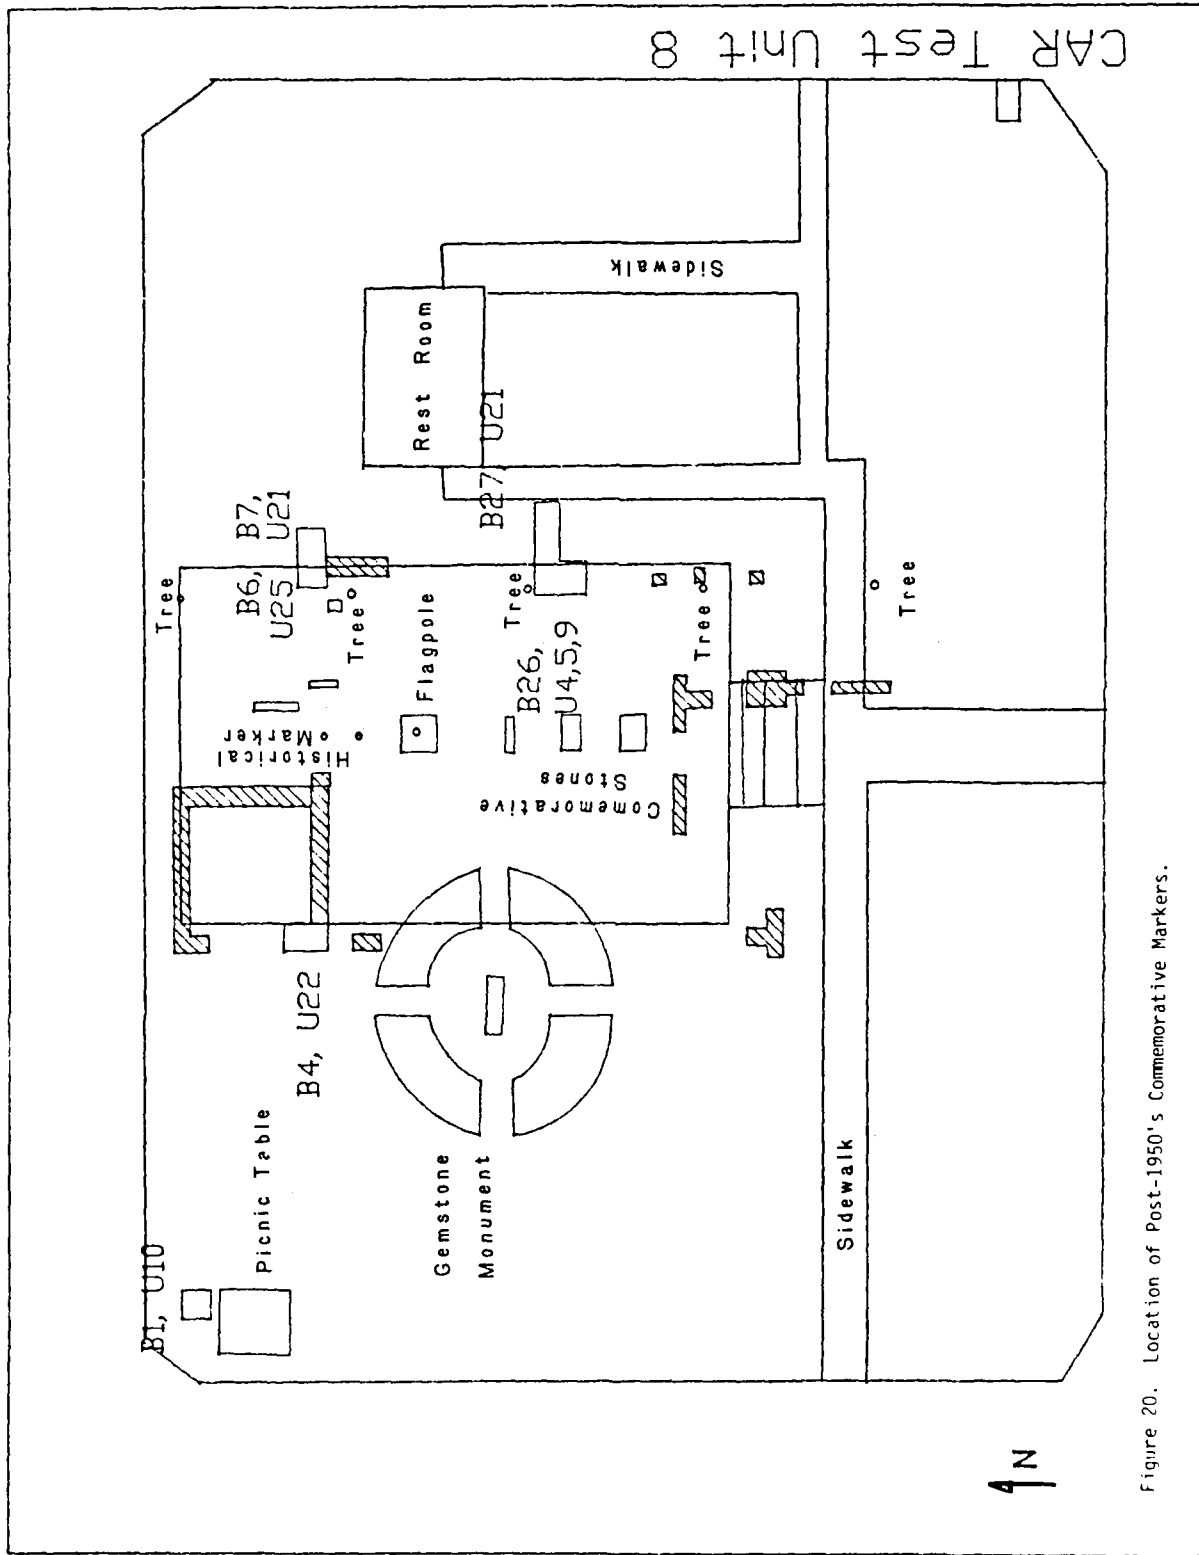 CAR Test Unit 8
B1, U10
Picnic Table
B4, U22
Gemstone
Monument
Historical
Marker
Tree
B6, B7,
U25 U21
Tree
Flagpole
Tree
B26,
U4,5,9
Comemorative
Stones
Tree
Rest Room
B27, U21
Sidewalk
Tree
Sidewalk
N
Figure 20. Location of Post-1950's Commemorative Markers.